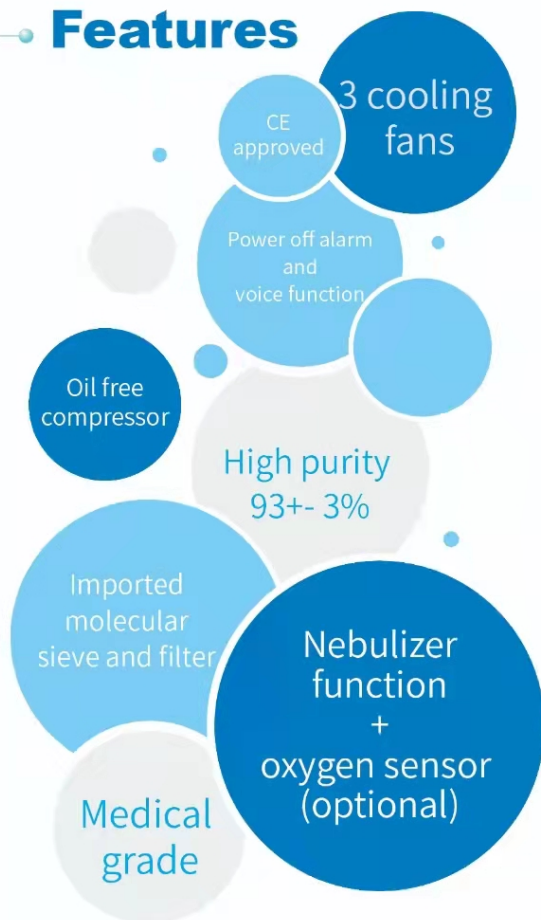 Features
3 cooling
fans
CE
approved
Power off alarm
and
voice function
Oil free
compressor
High purity
93+- 3%
Imported
molecular
sieve and filter
Nebulizer
function
+
oxygen sensor
(optional)
Medical
grade